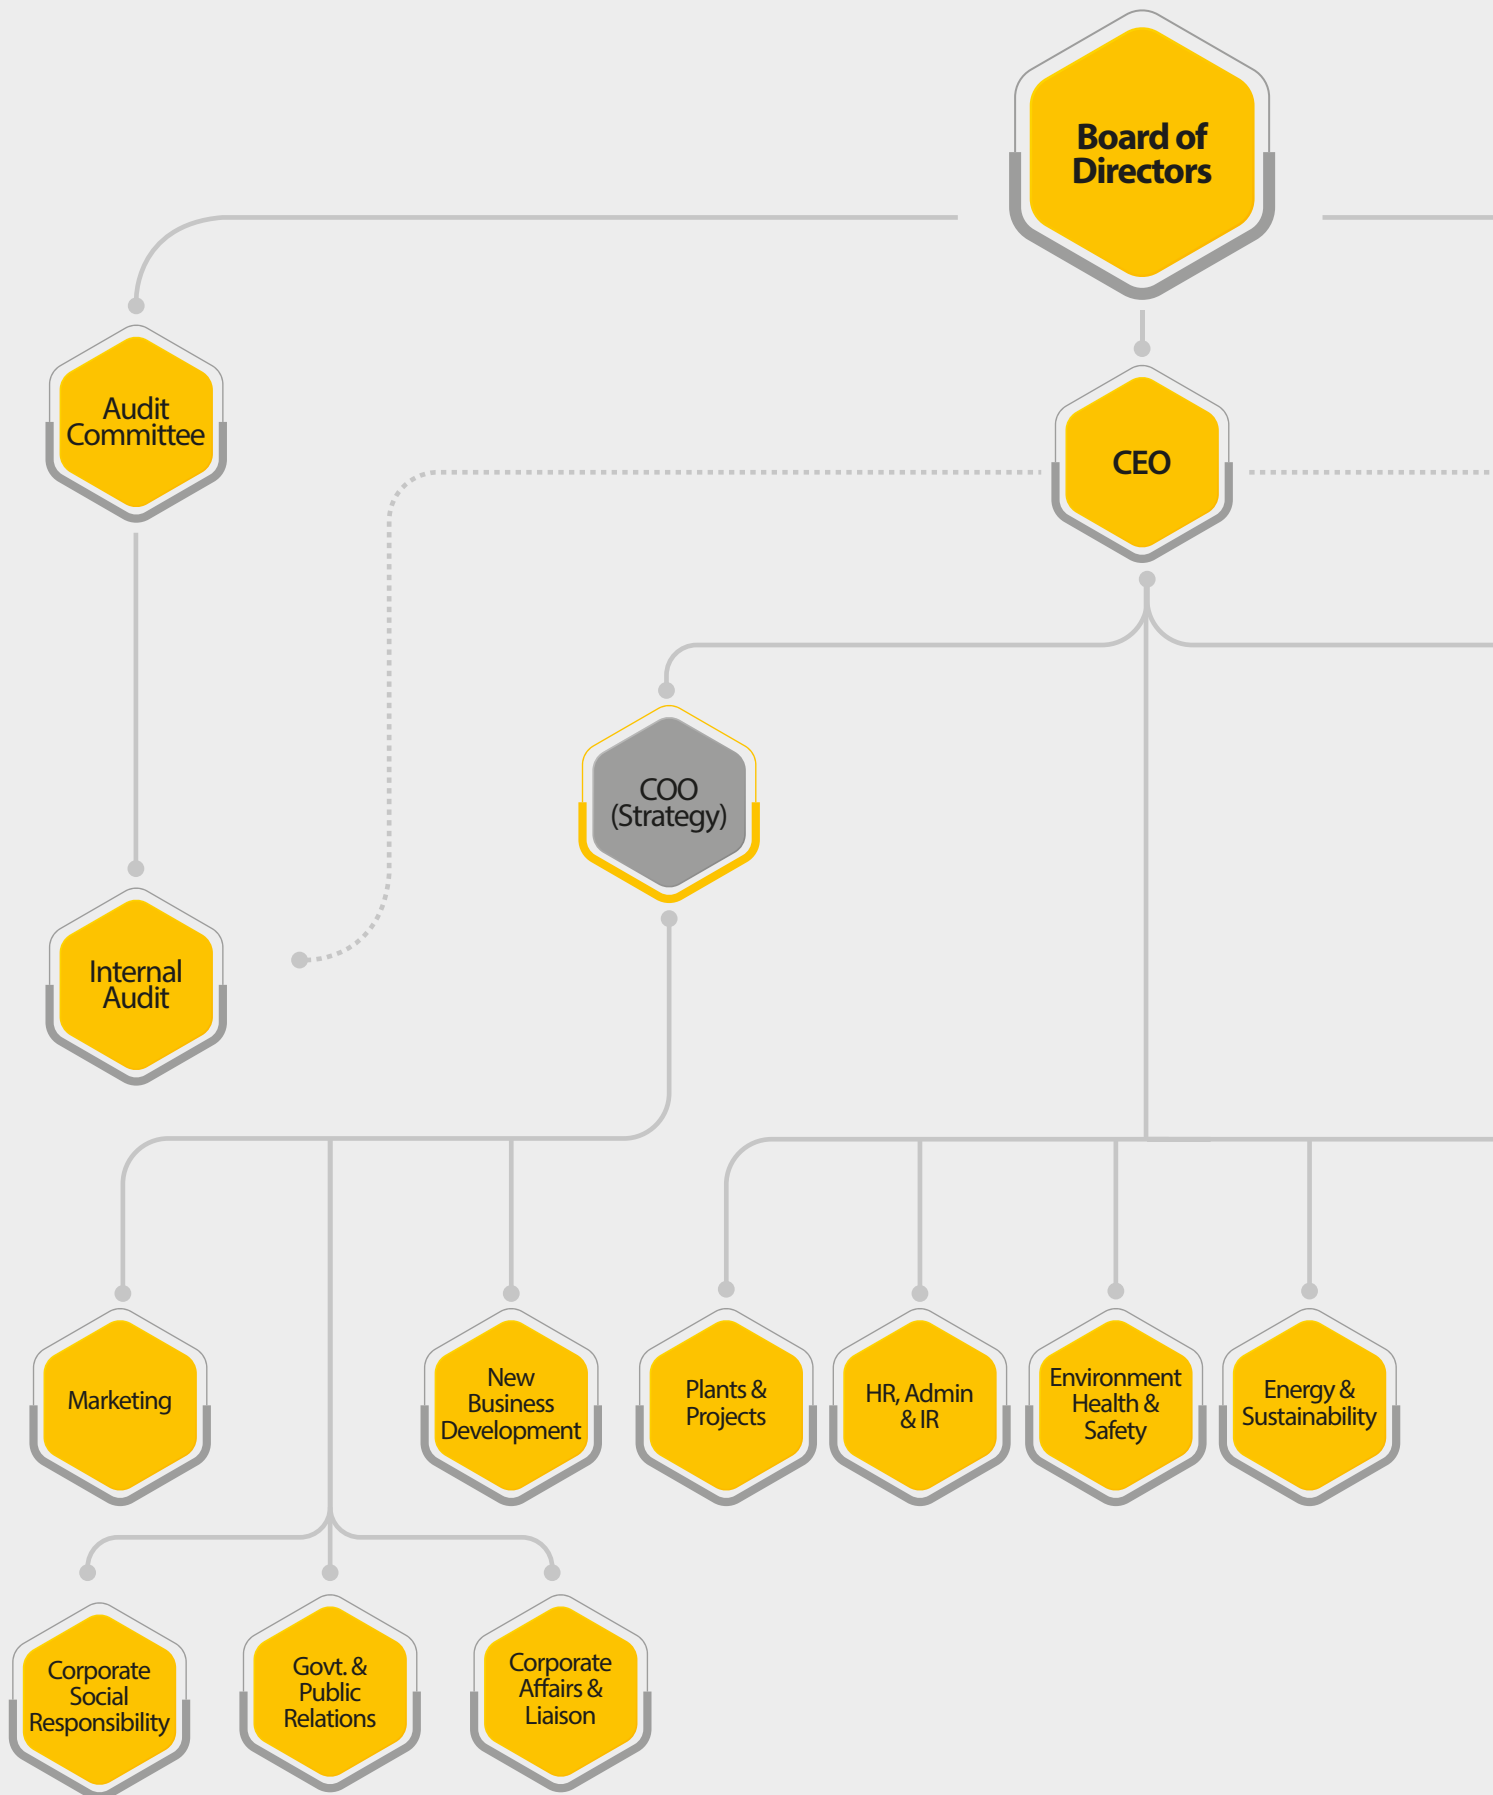 Board of
Directors
Audit
Committee
CEO
COO
(Strategy)
Internal
Audit
Marketing
New
Business
Development
Plants &
Projects
HR, Admin
& IR
Environment
Health &
Safety
Energy &
Sustainability
Corporate
Social
Responsibility
Govt. &
Public
Relations
Corporate
Affairs &
Liaison